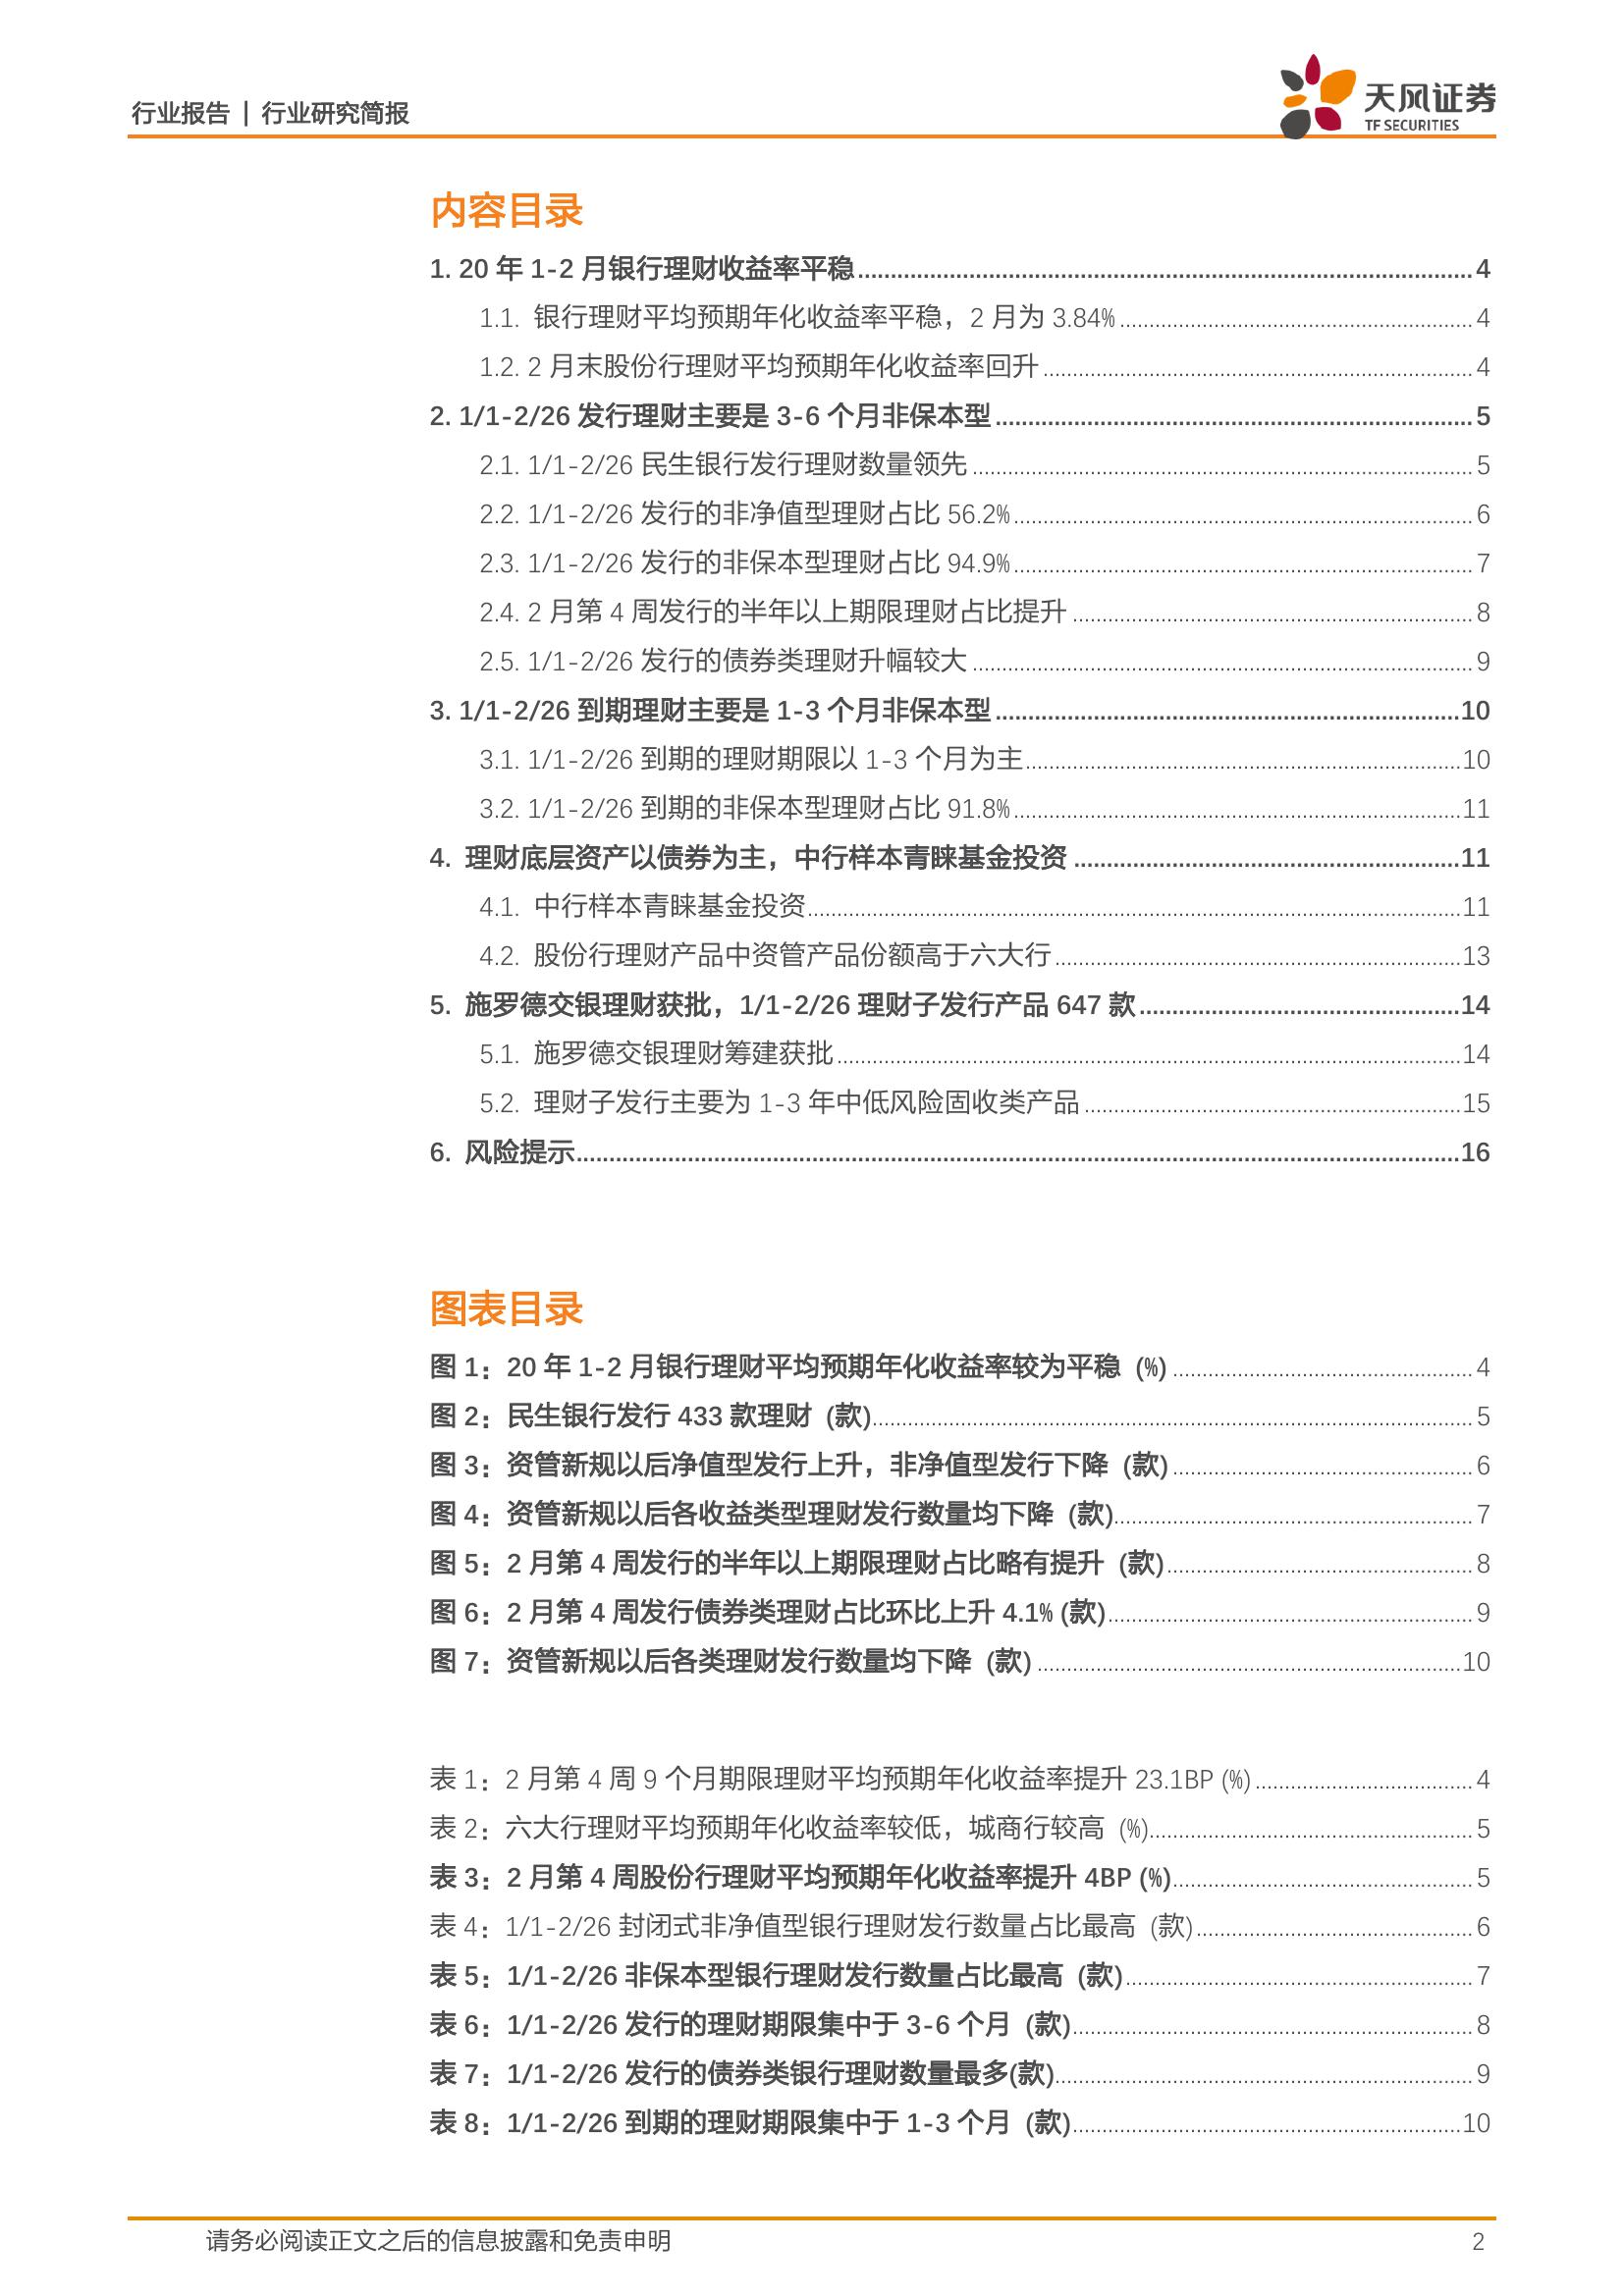 行业报告 | 行业研究简报
天风证券
TF SECURITIES
内容目录
1. 20 年 1-2 月银行理财收益率平稳 4
1.1. 银行理财平均预期年化收益率平稳，2 月为 3.84% 4
1.2. 2 月末股份行理财平均预期年化收益率回升 4
2. 1/1-2/26 发行理财主要是 3-6 个月非保本型 5
2.1. 1/1-2/26 民生银行发行理财数量领先 5
2.2. 1/1-2/26 发行的非净值型理财占比 56.2% 6
2.3. 1/1-2/26 发行的非保本型理财占比 94.9% 7
2.4. 2 月第 4 周发行的半年以上期限理财占比提升 8
2.5. 1/1-2/26 发行的债券类理财升幅较大 9
3. 1/1-2/26 到期理财主要是 1-3 个月非保本型 10
3.1. 1/1-2/26 到期的理财期限以 1-3 个月为主 10
3.2. 1/1-2/26 到期的非保本型理财占比 91.8% 11
4. 理财底层资产以债券为主，中行样本青睐基金投资 11
4.1. 中行样本青睐基金投资 11
4.2. 股份行理财产品中资管产品份额高于六大行 13
5. 施罗德交银理财获批，1/1-2/26 理财子发行产品 647 款 14
5.1. 施罗德交银理财筹建获批 14
5.2. 理财子发行主要为 1-3 年中低风险固收类产品 15
6. 风险提示 16
图表目录
图 1：20 年 1-2 月银行理财平均预期年化收益率较为平稳 (%) 4
图 2：民生银行发行 433 款理财 (款) 5
图 3：资管新规以后净值型发行上升，非净值型发行下降 (款) 6
图 4：资管新规以后各收益类型理财发行数量均下降 (款) 7
图 5：2 月第 4 周发行的半年以上期限理财占比略有提升 (款) 8
图 6：2 月第 4 周发行债券类理财占比环比上升 4.1% (款) 9
图 7：资管新规以后各类理财发行数量均下降 (款) 10
表 1：2 月第 4 周 9 个月期限理财平均预期年化收益率提升 23.1BP (%) 4
表 2：六大行理财平均预期年化收益率较低，城商行较高 (%) 5
表 3：2 月第 4 周股份行理财平均预期年化收益率提升 4BP (%) 5
表 4：1/1-2/26 封闭式非净值型银行理财发行数量占比最高 (款) 6
表 5：1/1-2/26 非保本型银行理财发行数量占比最高 (款) 7
表 6：1/1-2/26 发行的理财期限集中于 3-6 个月 (款) 8
表 7：1/1-2/26 发行的债券类银行理财数量最多(款) 9
表 8：1/1-2/26 到期的理财期限集中于 1-3 个月 (款) 10
请务必阅读正文之后的信息披露和免责申明 2